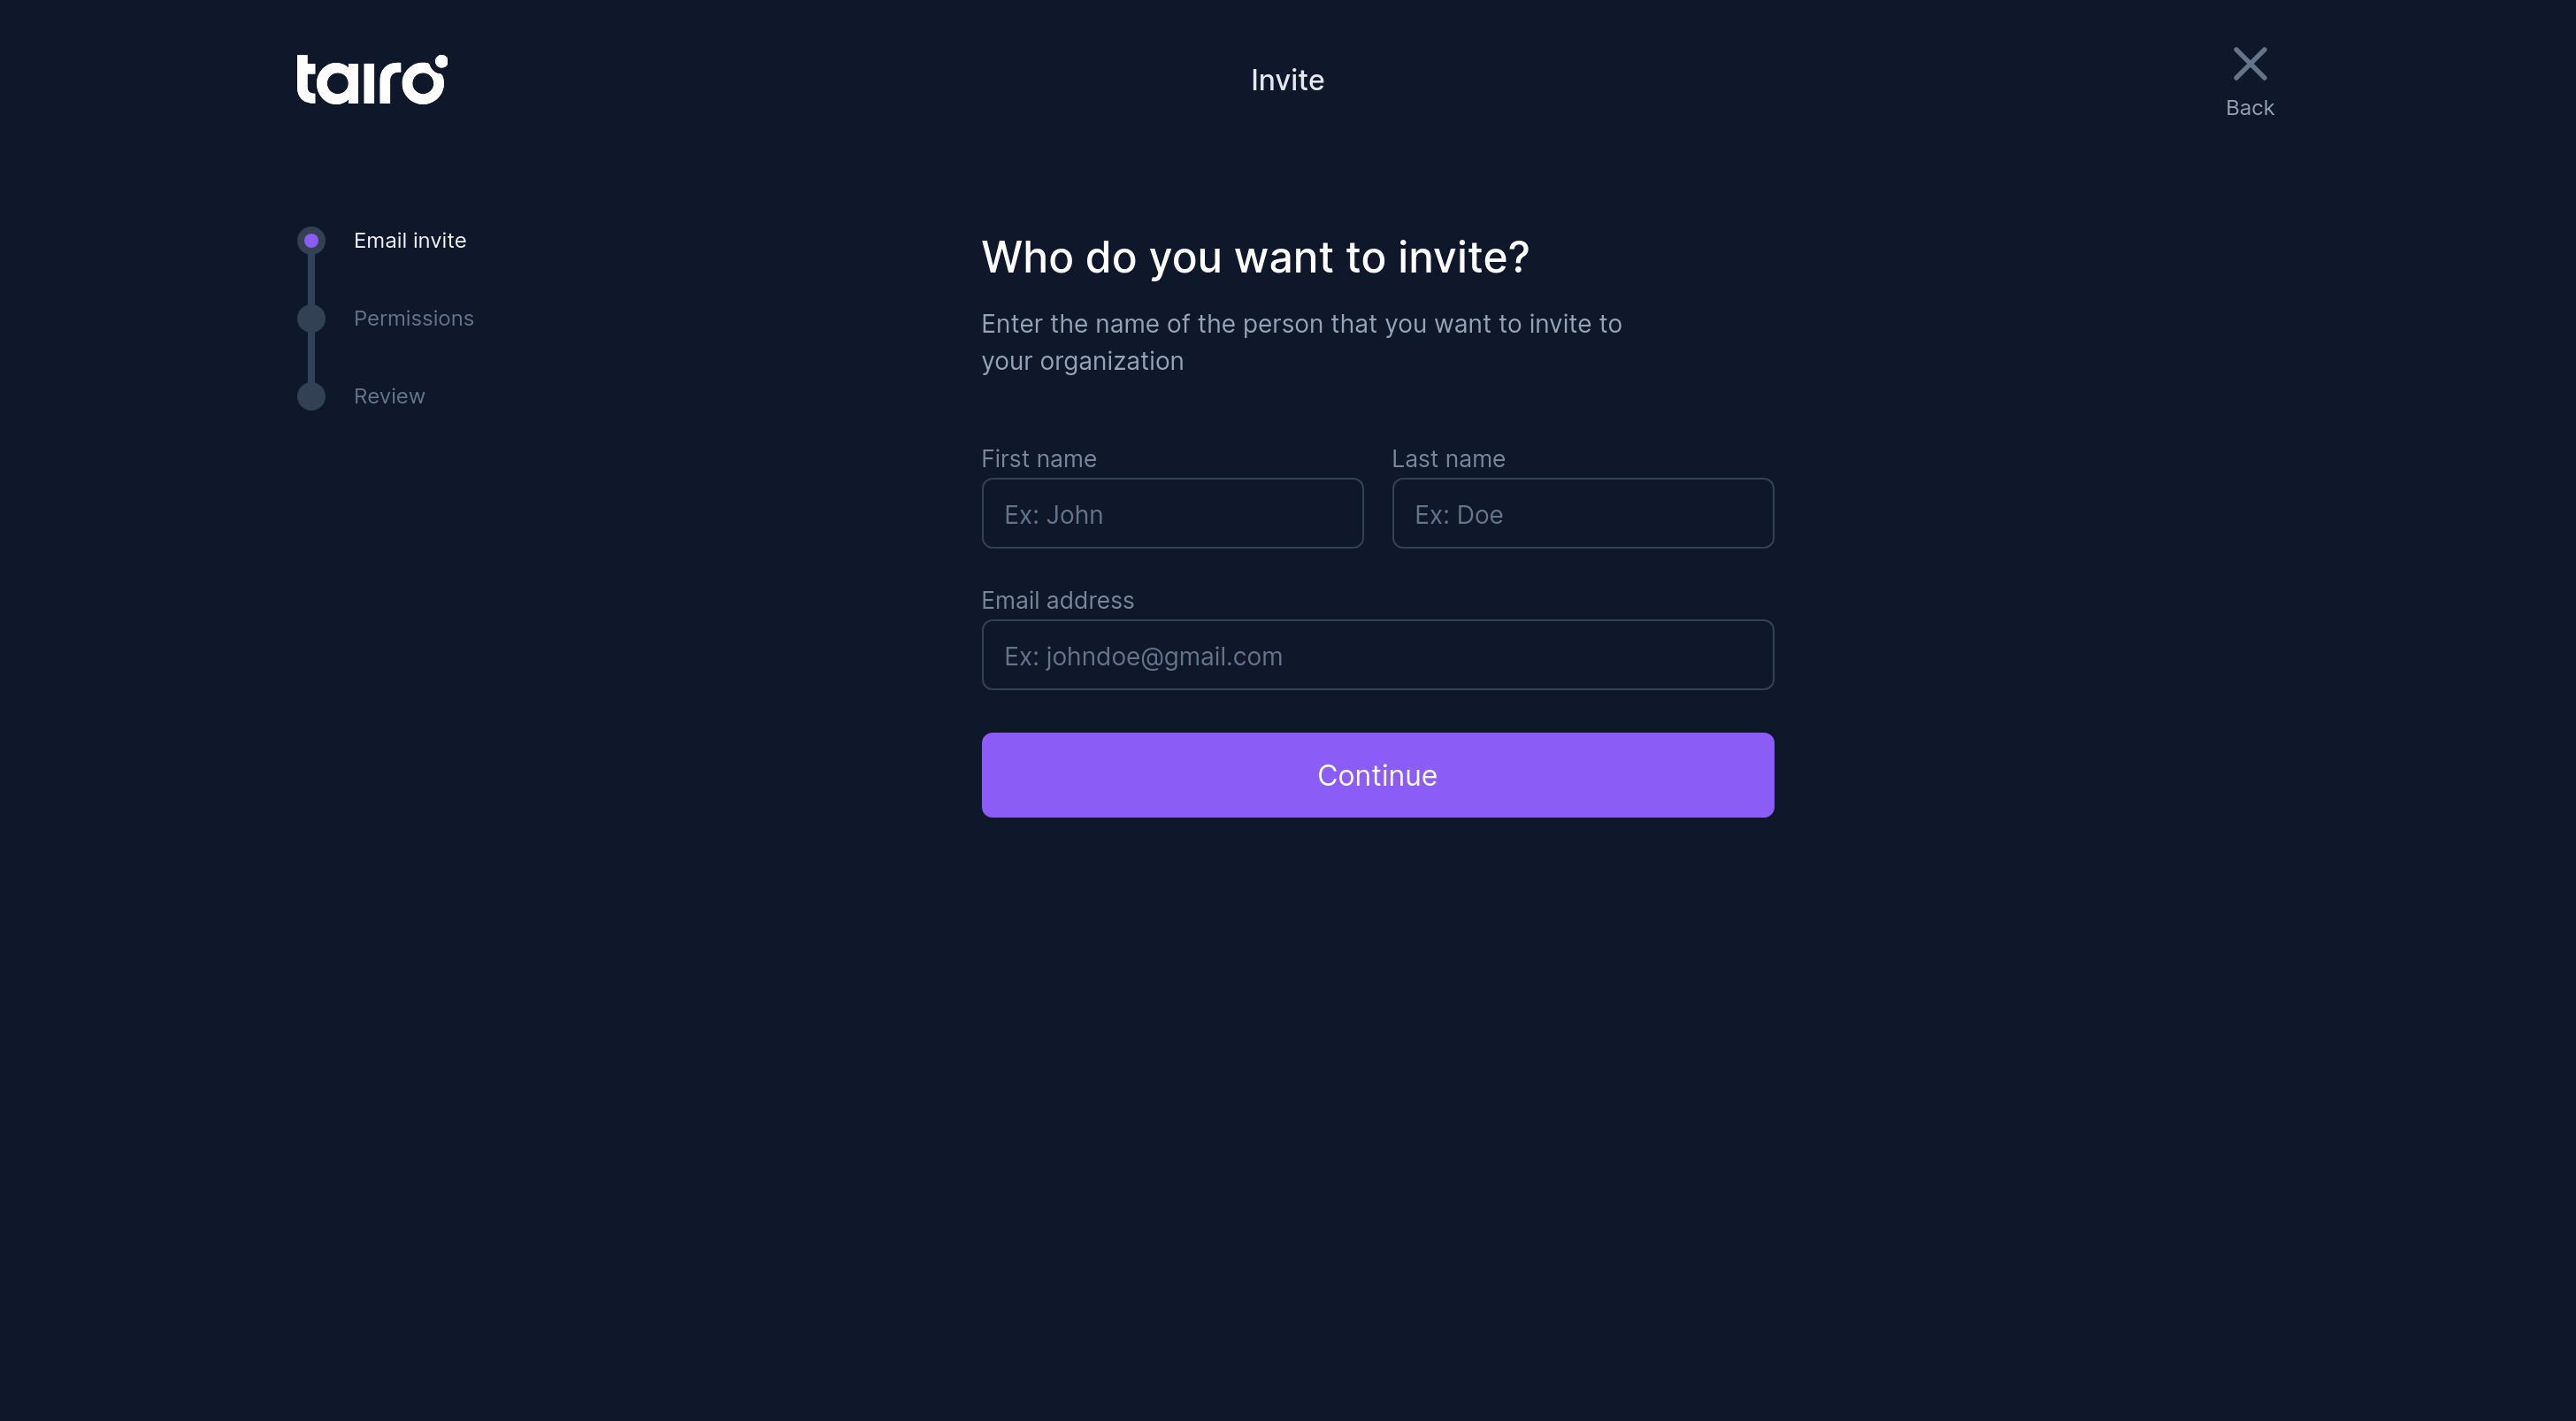 tairo
Invite
Back
Email invite
Permissions
Review
Who do you want to invite?
Enter the name of the person that you want to invite to
your organization
First name
Last name
Ex: John
Ex: Doe
Email address
Ex: johndoe@gmail.com
Continue